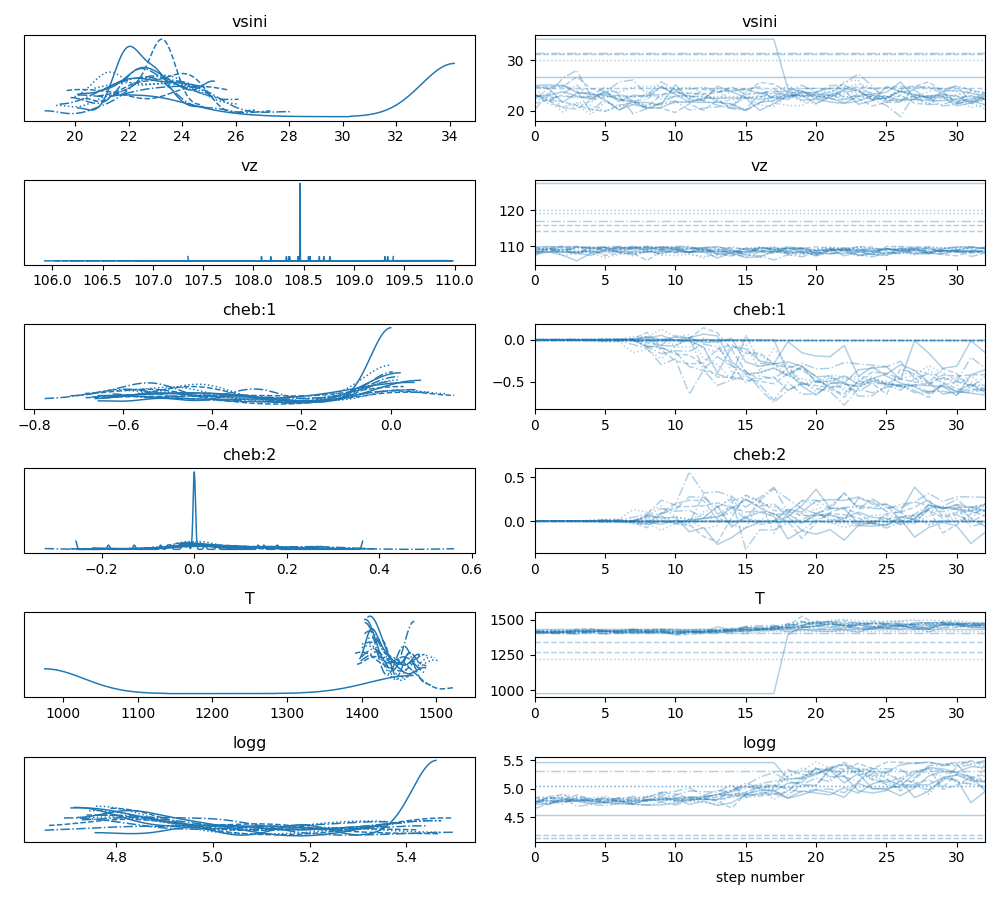 vsini vsini
30
20
20 22 24 26 28 30 32 34 0 5 10 15 20 25 30
vz vz
120
110
106.0 106.5 107.0 107.5 108.0 108.5 109.0 109.5 110.0 0 5 10 15 20 25 30
cheb:1 cheb:1
0.0
−0.5
−0.8 −0.6 −0.4 −0.2 0.0 0 5 10 15 20 25 30
cheb:2 cheb:2
0.5
0.0
−0.2 0.0 0.2 0.4 0.6 0 5 10 15 20 25 30
T T
1500
1250
1000
1000 1100 1200 1300 1400 1500 0 5 10 15 20 25 30
logg logg
5.5
5.0
4.5
4.8 5.0 5.2 5.4 0 5 10 15 20 25 30
step number